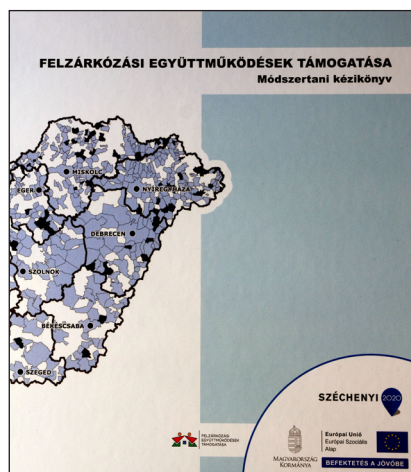 FELZÁRKÓZÁSI EGYÜTTMŰKÖDÉSEK TÁMOGATÁSA
Módszertani kézikönyv
MISKOLC
EGER
NYÍREGYHÁZA
DEBRECEN
SZOLNOK
BÉKÉSCSABA
SZEGED
SZÉCHENYI 2020
FELZÁRKÓZÁSI
EGYÜTTMŰKÖDÉSEK
TÁMOGATÁSA
MAGYARORSZÁG
KORMÁNYA
Európai Unió
Európai Szociális
Alap
BEFEKTETÉS A JÖVŐBE